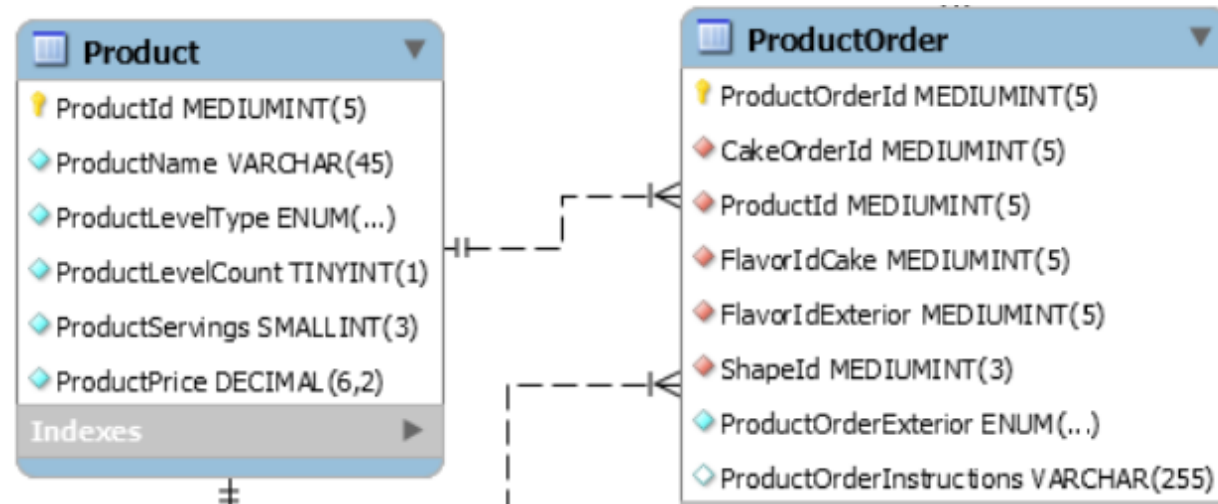 Product
ProductId MEDIUMINT(5)
ProductName VARCHAR(45)
ProductLevelType ENUM(...)
ProductLevelCount TINYINT(1)
ProductServings SMALLINT(3)
ProductPrice DECIMAL(6,2)
Indexes
ProductOrder
ProductOrderId MEDIUMINT(5)
CakeOrderId MEDIUMINT(5)
ProductId MEDIUMINT(5)
FlavorIdCake MEDIUMINT(5)
FlavorIdExterior MEDIUMINT(5)
ShapeId MEDIUMINT(3)
ProductOrderExterior ENUM(...)
ProductOrderInstructions VARCHAR(255)